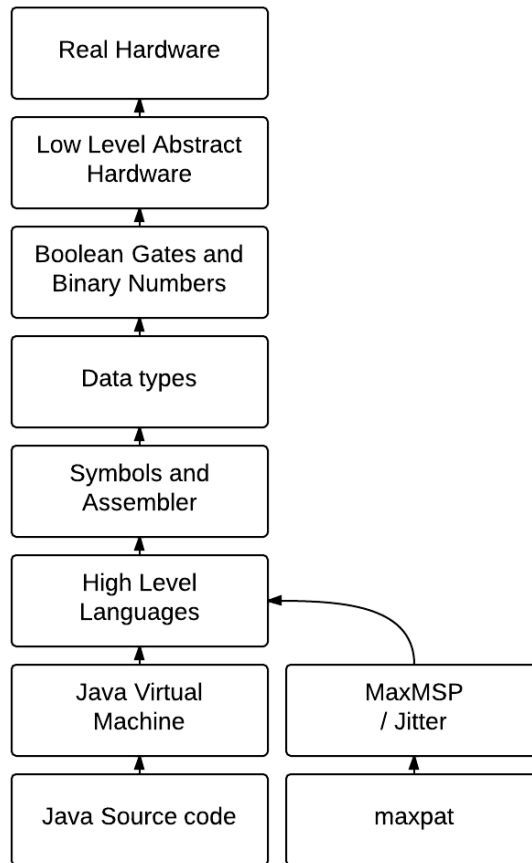 Real Hardware
Low Level Abstract
Hardware
Boolean Gates and
Binary Numbers
Data types
Symbols and
Assembler
High Level
Languages
Java Virtual
Machine
MaxMSP
/ Jitter
Java Source code
maxpat